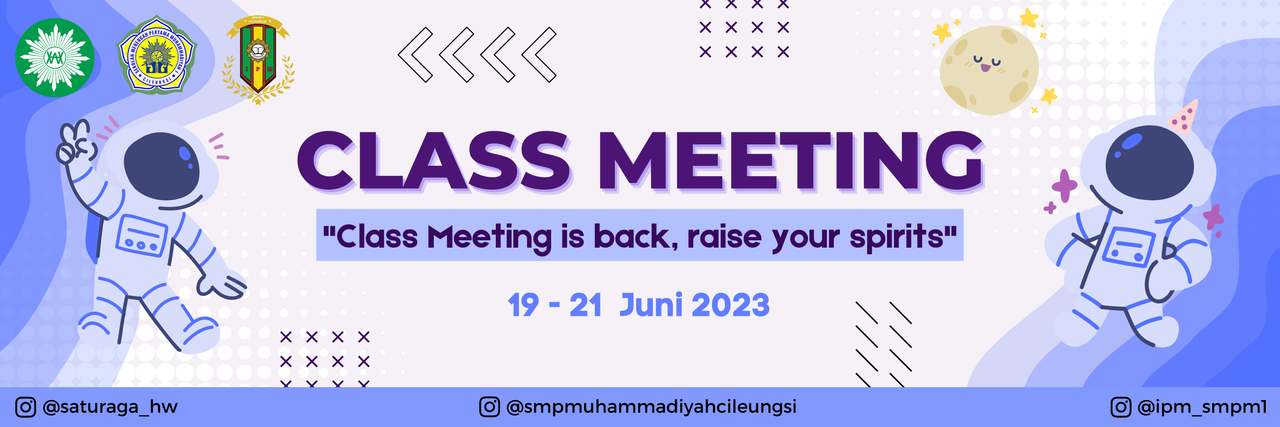 CLASS MEETING
"Class Meeting is back, raise your spirits"
19 - 21 Juni 2023
@saturaga_hw
@smpmuhammadiyahcileungsi
@ipm_smpm1